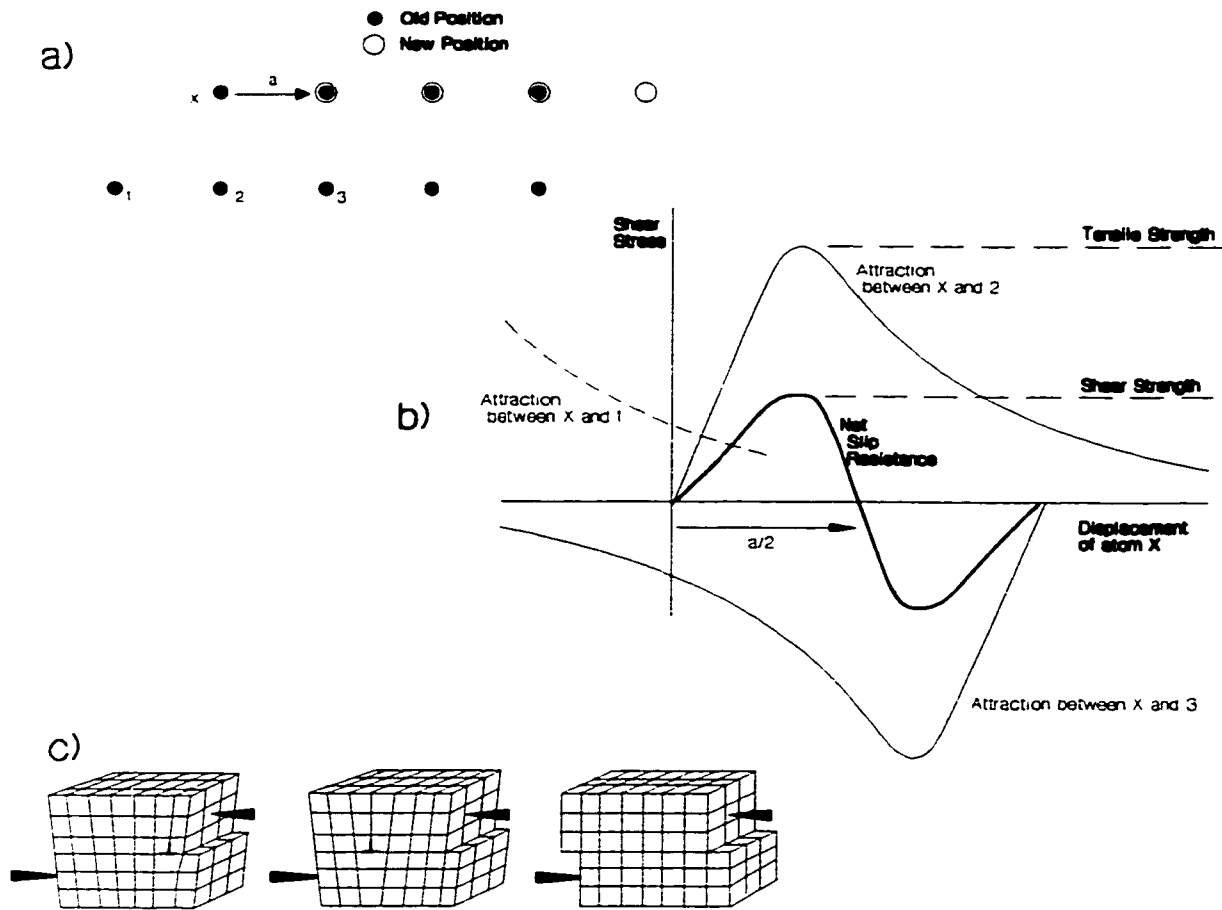 Old Position
New Position
a)
a
x
1
2
3
Shear
Stress
Tensile Strength
Attraction
between X and 2
Shear Strength
Attraction
between X and 1
b)
Net
Slip
Resistance
a/2
Displacement
of atom X
Attraction between X and 3
c)